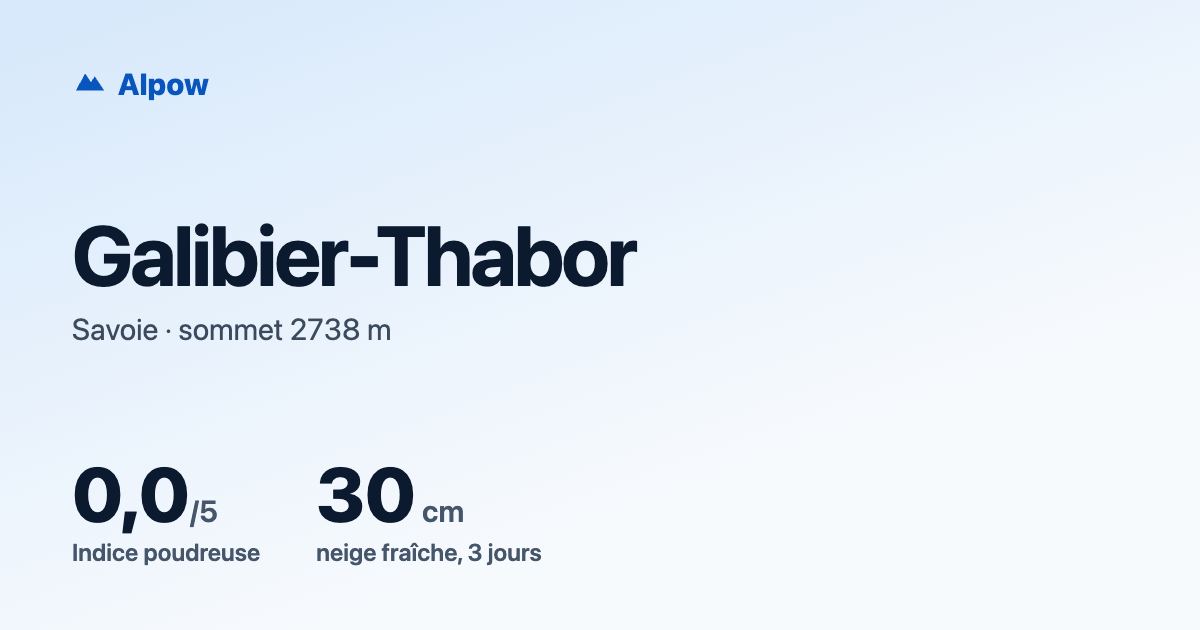 Alpow
Galibier-Thabor
Savoie · sommet 2738 m
0,0/5
30 cm
Indice poudreuse
neige fraîche, 3 jours